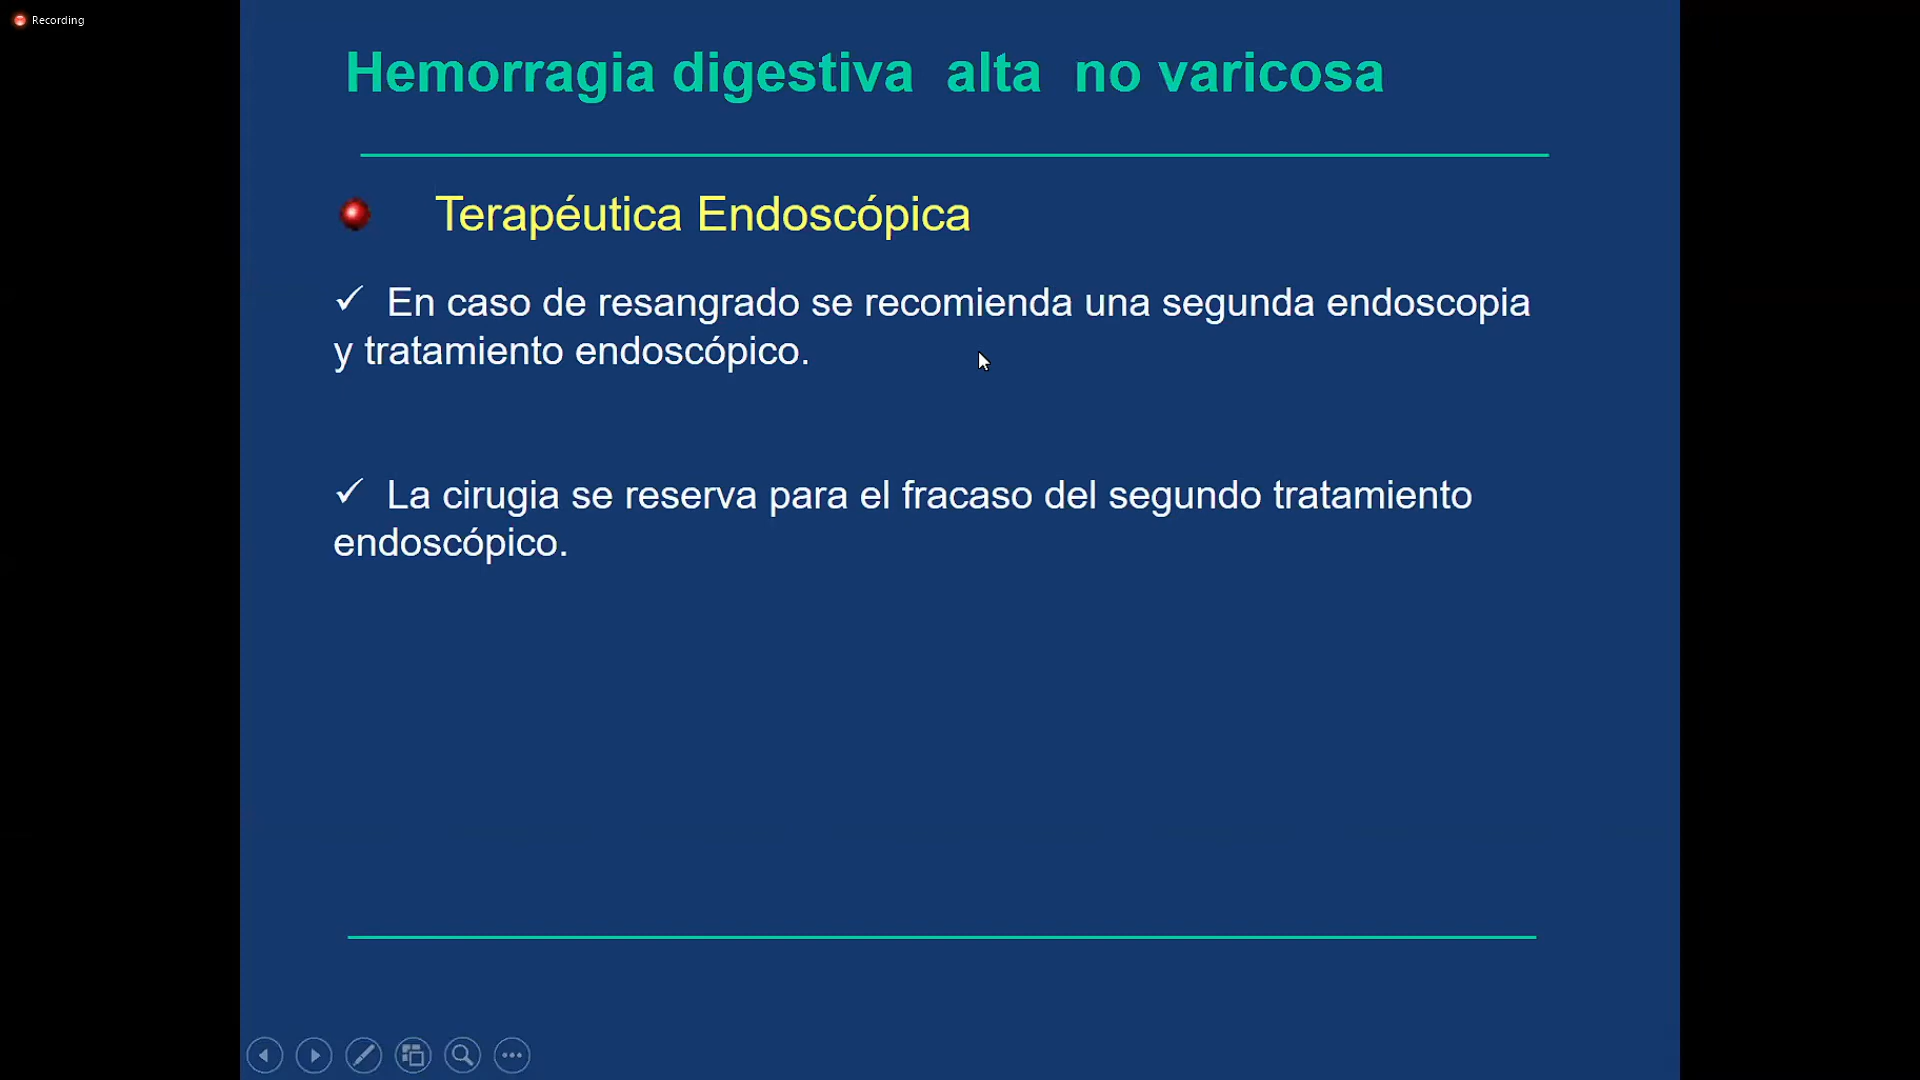 Recording
Hemorragia digestiva alta no varicosa
Terapéutica Endoscópica
✓ En caso de resangrado se recomienda una segunda endoscopia
y tratamiento endoscópico.
✓ La cirugia se reserva para el fracaso del segundo tratamiento
endoscópico.